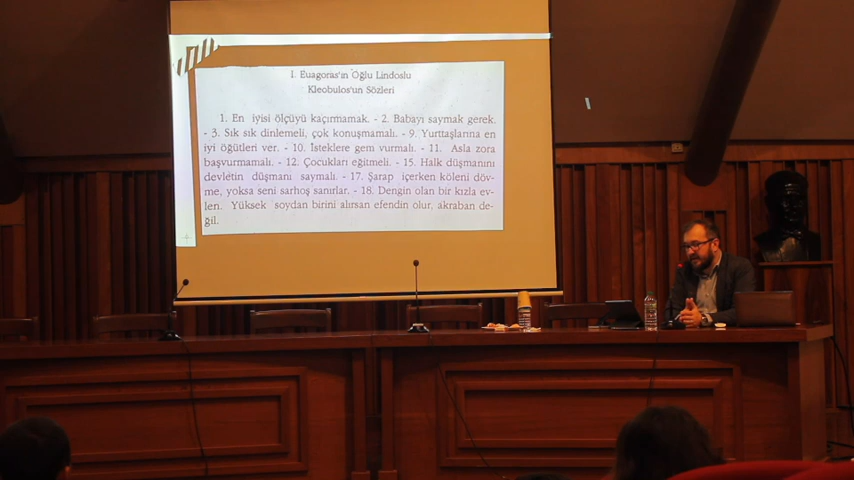 I. Euagoras'ın Oğlu Lindoslu
Kleobulos'un Sözleri
1. En iyisi ölçüyü kaçırmamak. - 2. Babayı saymak gerek.
- 3. Sık sık dinlemeli, çok konuşmamalı. - 9. Yurttaşlarına en
iyi öğütleri ver. - 10. İsteklere gem vurmalı. - 11. Asla zora
başvurmamalı. - 12. Çocukları eğitmeli. - 15. Halk düşmanını
devletin düşmanı saymalı. - 17. Şarap içerken köleni döv-
me, yoksa seni sarhoş sanırlar. - 18. Dengin olan bir kızla ev-
len. Yüksek soydan birini alırsan efendin olur, akraban de-
ğil.